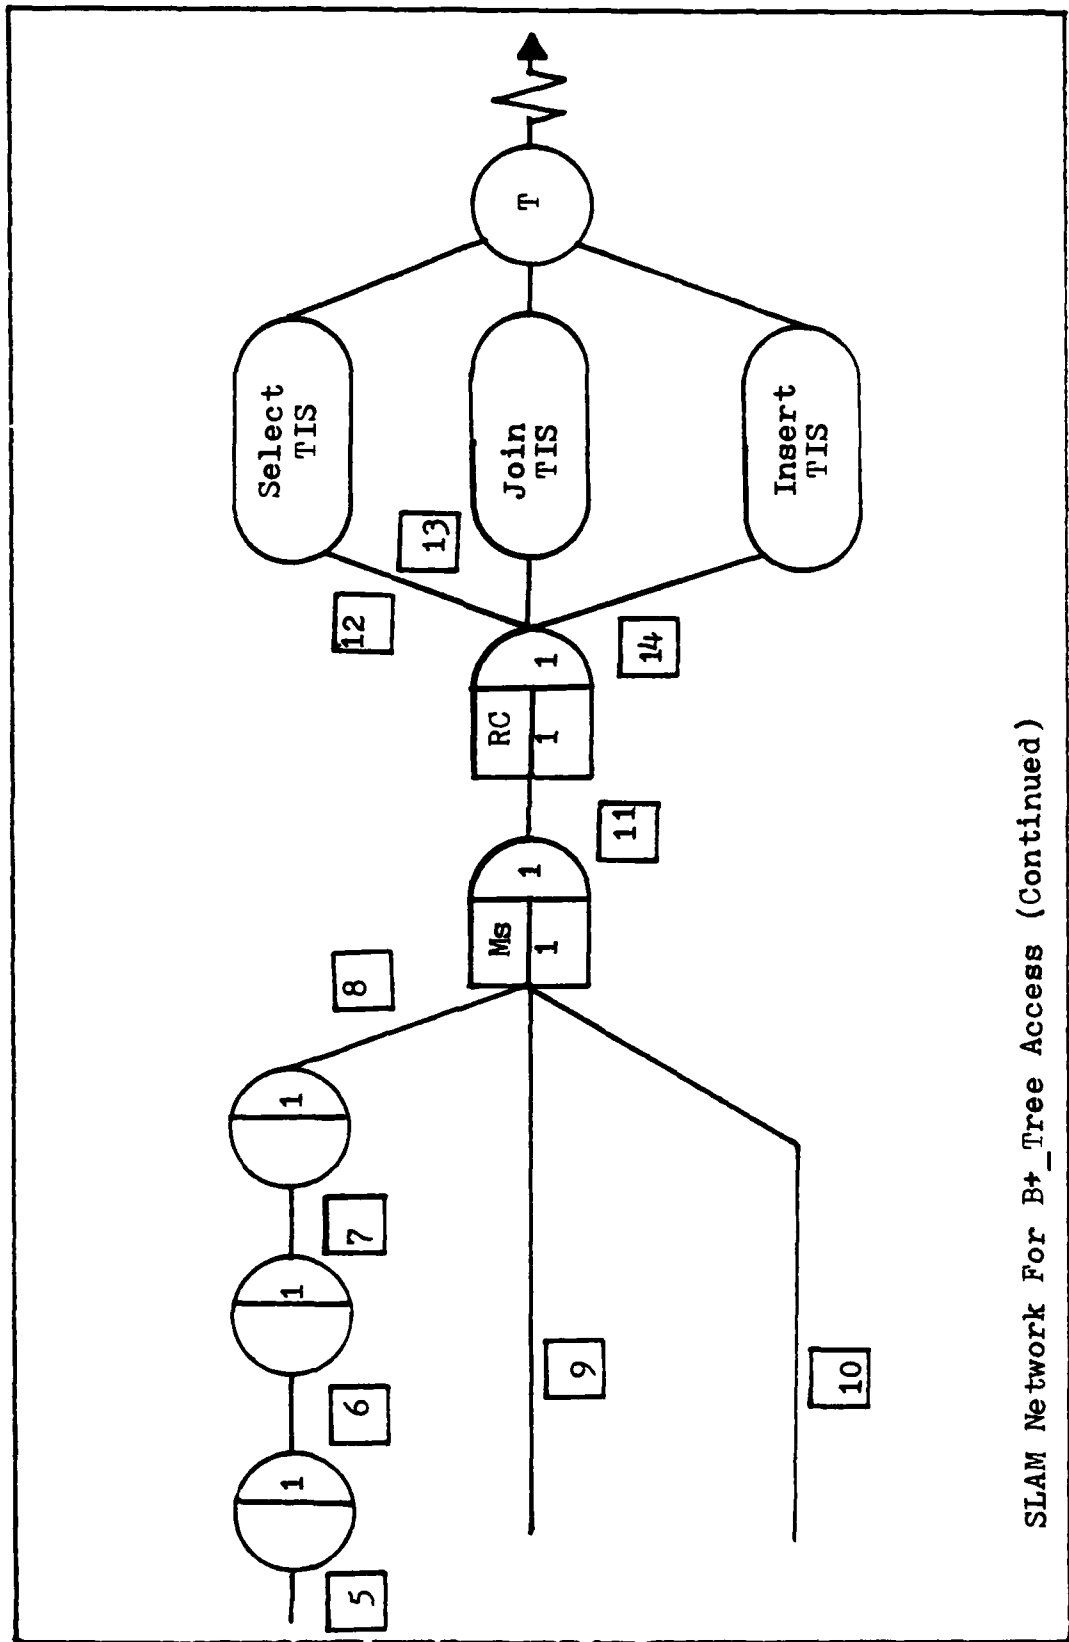 5
1
6
1
7
1
8
9
10
Ms
1
1
11
RC
1
1
12
13
14
Select
TIS
Join
TIS
Insert
TIS
T
SLAM Network For B+_Tree Access (Continued)